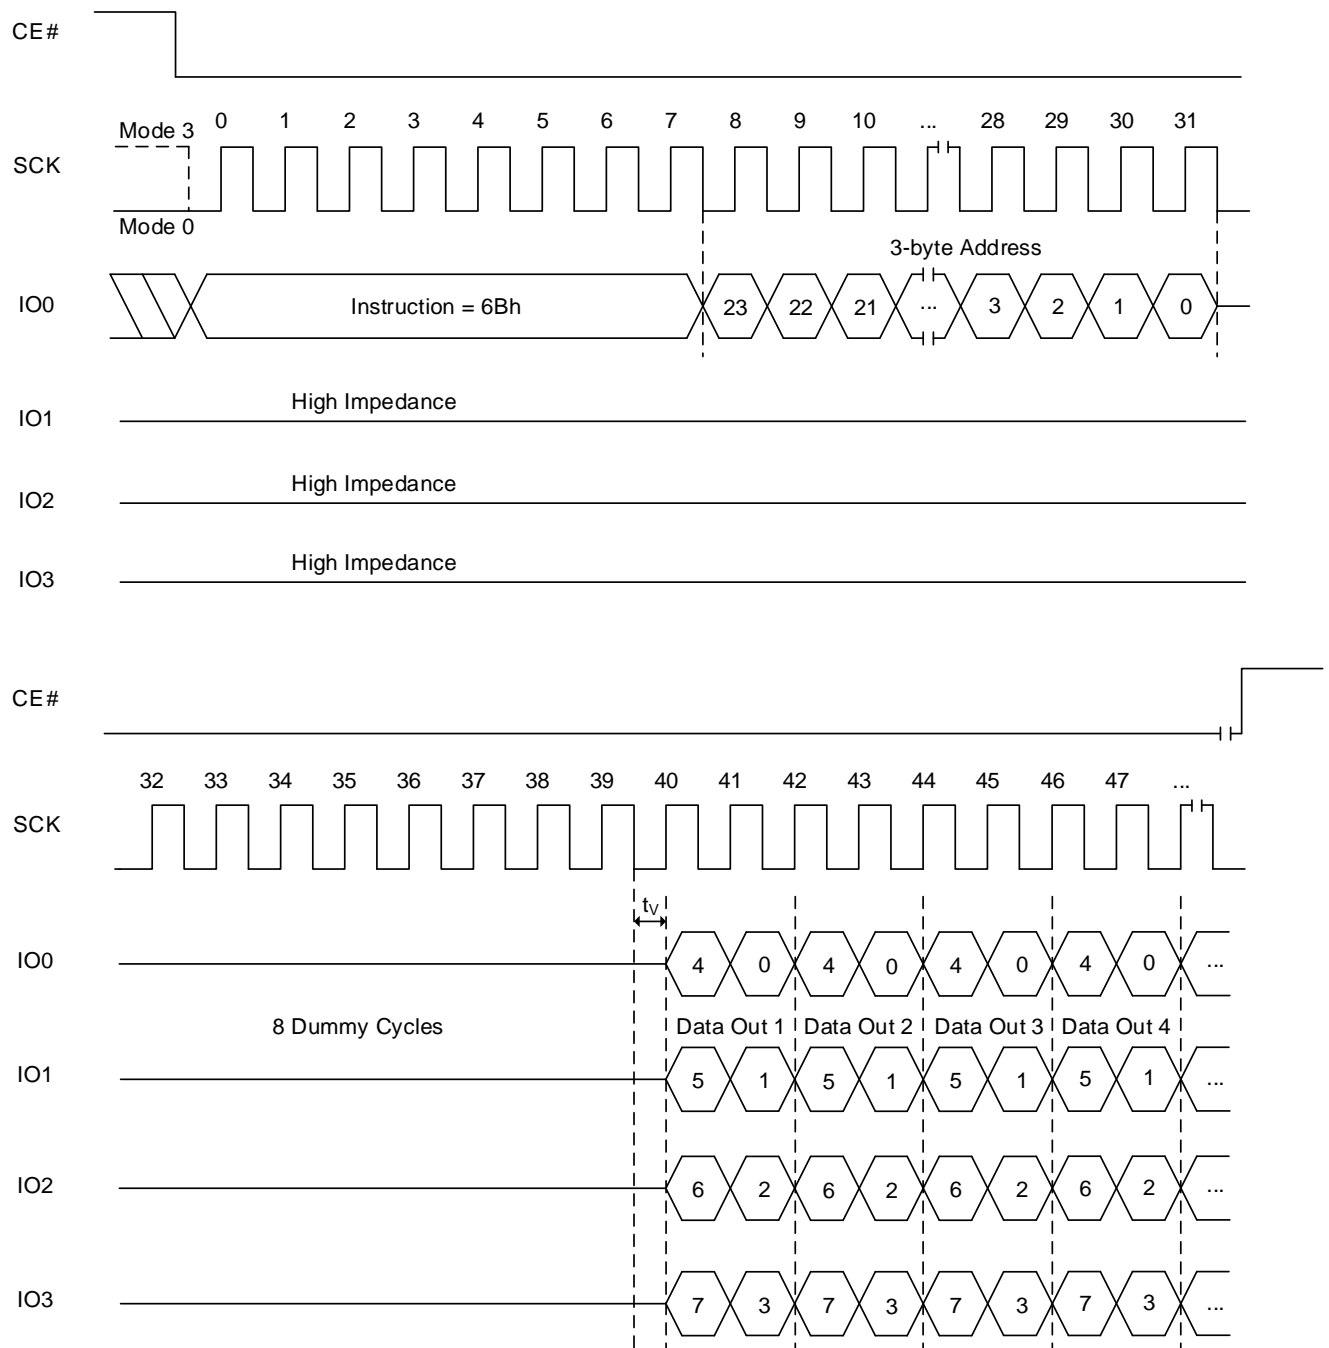 CE#
Mode 3 0 1 2 3 4 5 6 7 8 9 10 ... 28 29 30 31
SCK
Mode 0
3-byte Address
IO0 Instruction = 6Bh 23 22 21 ... 3 2 1 0
High Impedance
IO1
High Impedance
IO2
High Impedance
IO3
CE#
32 33 34 35 36 37 38 39 40 41 42 43 44 45 46 47 ...
SCK
tV
IO0 4 0 4 0 4 0 4 0 ...
8 Dummy Cycles Data Out 1 Data Out 2 Data Out 3 Data Out 4
IO1 5 1 5 1 5 1 5 1 ...
IO2 6 2 6 2 6 2 6 2 ...
IO3 7 3 7 3 7 3 7 3 ...